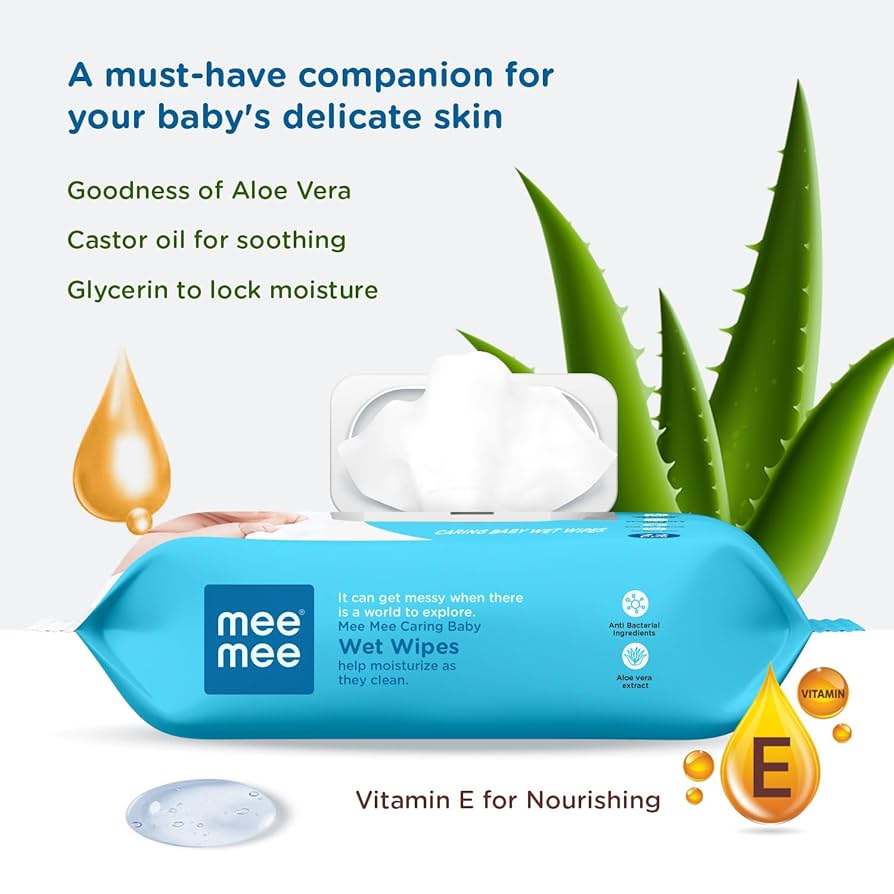 A must-have companion for
your baby's delicate skin
Goodness of Aloe Vera
Castor oil for soothing
Glycerin to lock moisture
CARING BABY WET WIPES
mee®
mee
It can get messy when there
is a world to explore.
Mee Mee Caring Baby
Wet Wipes
help moisturize as
they clean.
Anti Bacterial
Ingredients
Aloe vera
extract
VITAMIN
E
Vitamin E for Nourishing